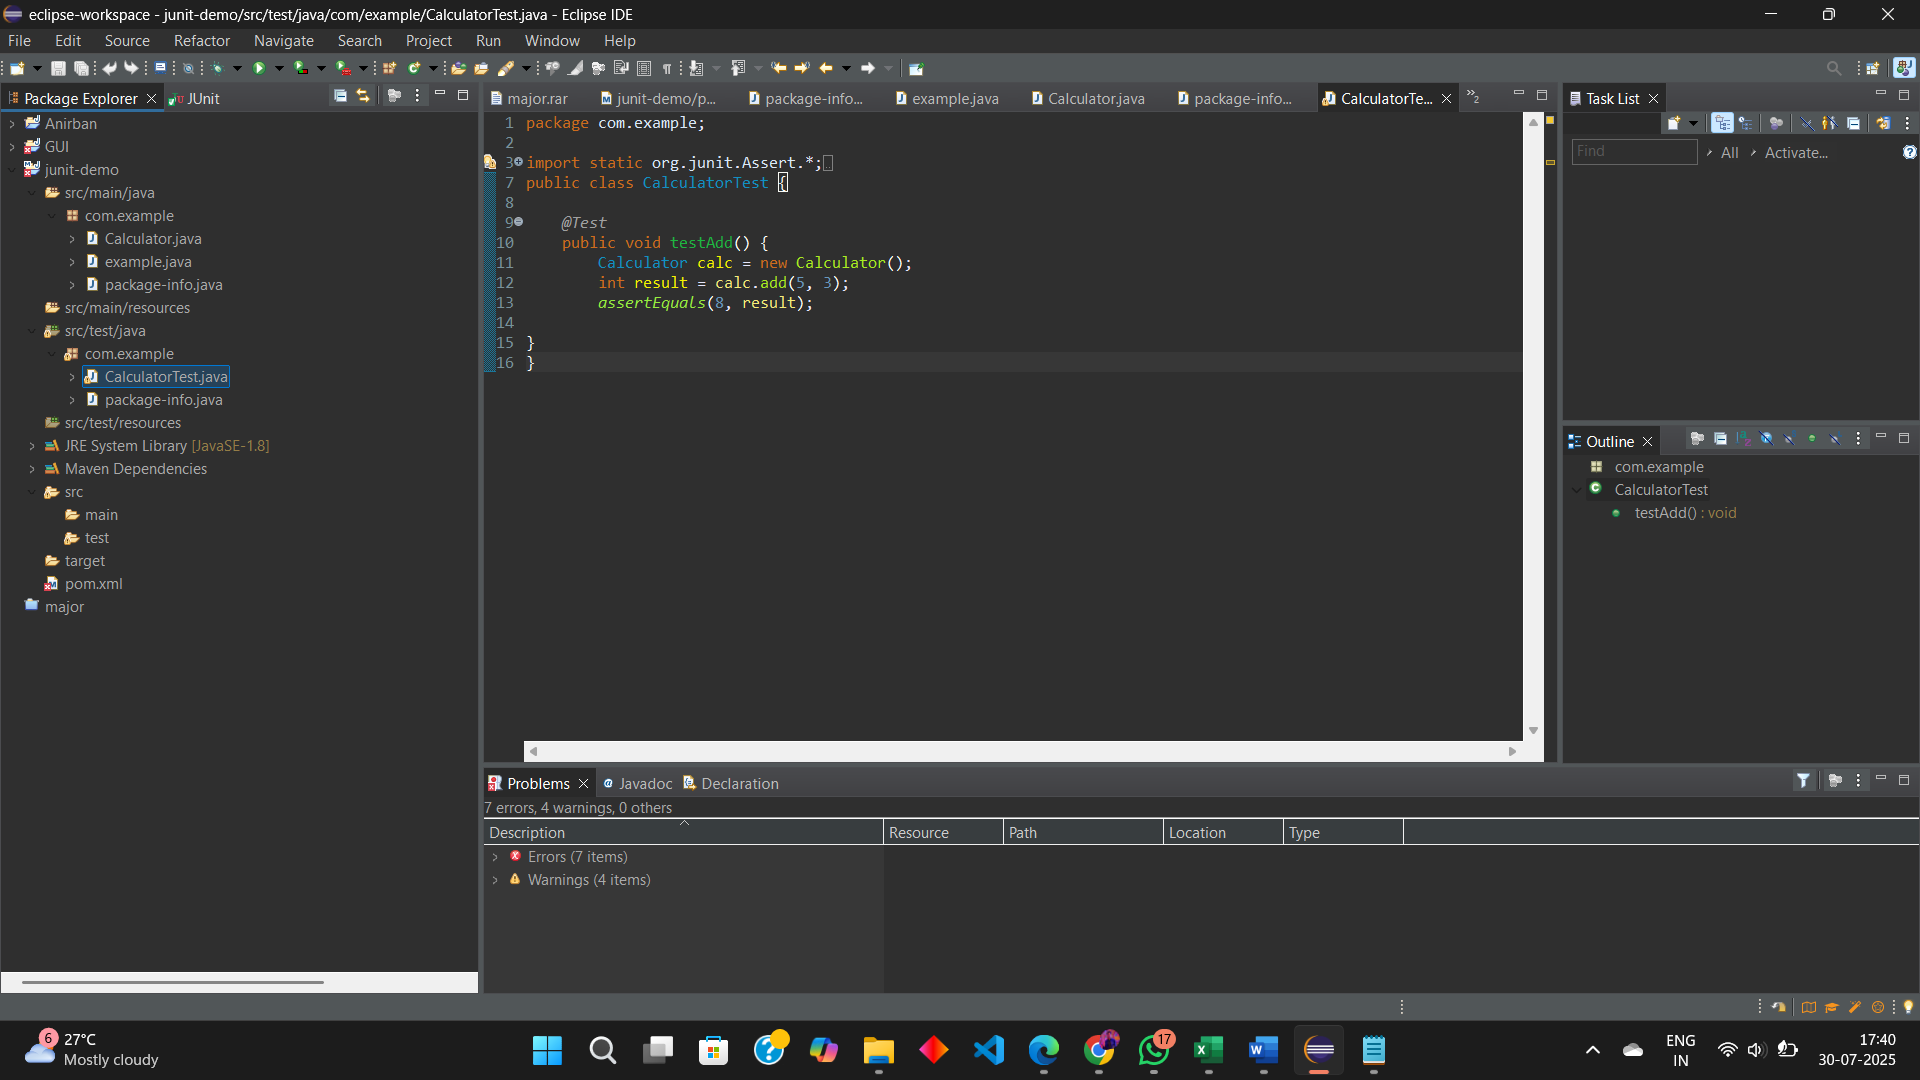 eclipse-workspace - junit-demo/src/test/java/com/example/CalculatorTest.java - Eclipse IDE
File Edit Source Refactor Navigate Search Project Run Window Help
Package Explorer JUnit
Anirban
GUI
junit-demo
src/main/java
com.example
Calculator.java
example.java
package-info.java
src/main/resources
src/test/java
com.example
CalculatorTest.java
package-info.java
src/test/resources
JRE System Library [JavaSE-1.8]
Maven Dependencies
src
main
test
target
pom.xml
major
major.rar junit-demo/p... package-info... example.java Calculator.java package-info... CalculatorTe... »2
1 package com.example;
2
3 import static org.junit.Assert.*;
7 public class CalculatorTest {
8
9 @Test
10 public void testAdd() {
11 Calculator calc = new Calculator();
12 int result = calc.add(5, 3);
13 assertEquals(8, result);
14
15 }
16 }
Task List
Find All Activate...
Outline
com.example
CalculatorTest
testAdd() : void
Problems Javadoc Declaration
7 errors, 4 warnings, 0 others
Description Resource Path Location Type
Errors (7 items)
Warnings (4 items)
6
27°C
Mostly cloudy
17
ENG
IN
17:40
30-07-2025